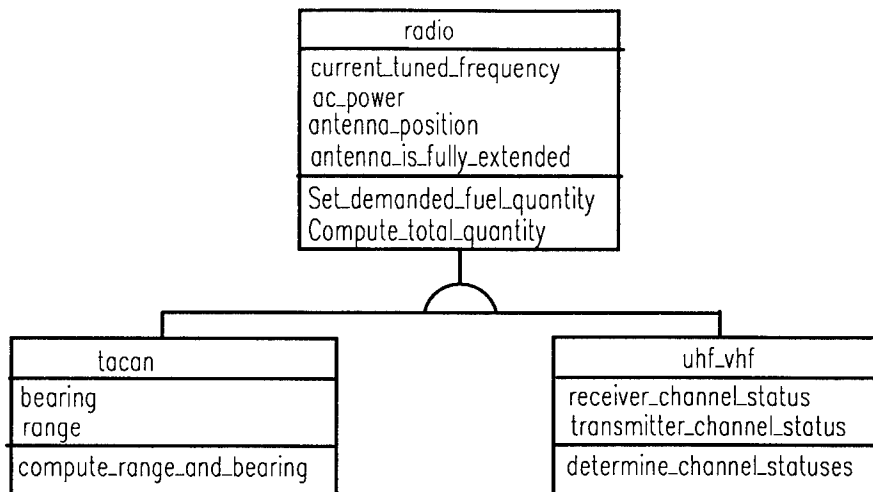 radio
current_tuned_frequency
ac_power
antenna_position
antenna_is_fully_extended
Set_demanded_fuel_quantity
Compute_total_quantity
tacan
bearing
range
compute_range_and_bearing
uhf_vhf
receiver_channel_status
transmitter_channel_status
determine_channel_statuses